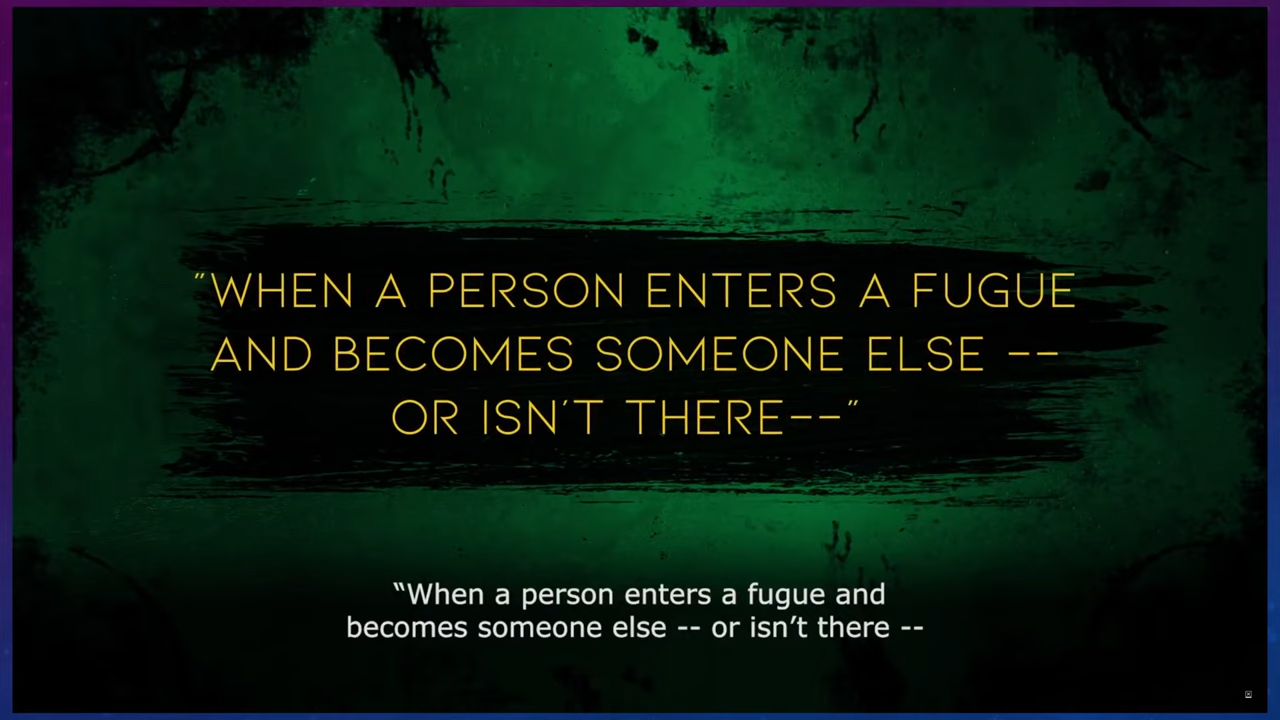 "WHEN A PERSON ENTERS A FUGUE
AND BECOMES SOMEONE ELSE --
OR ISN'T THERE--"
“When a person enters a fugue and
becomes someone else -- or isn’t there --